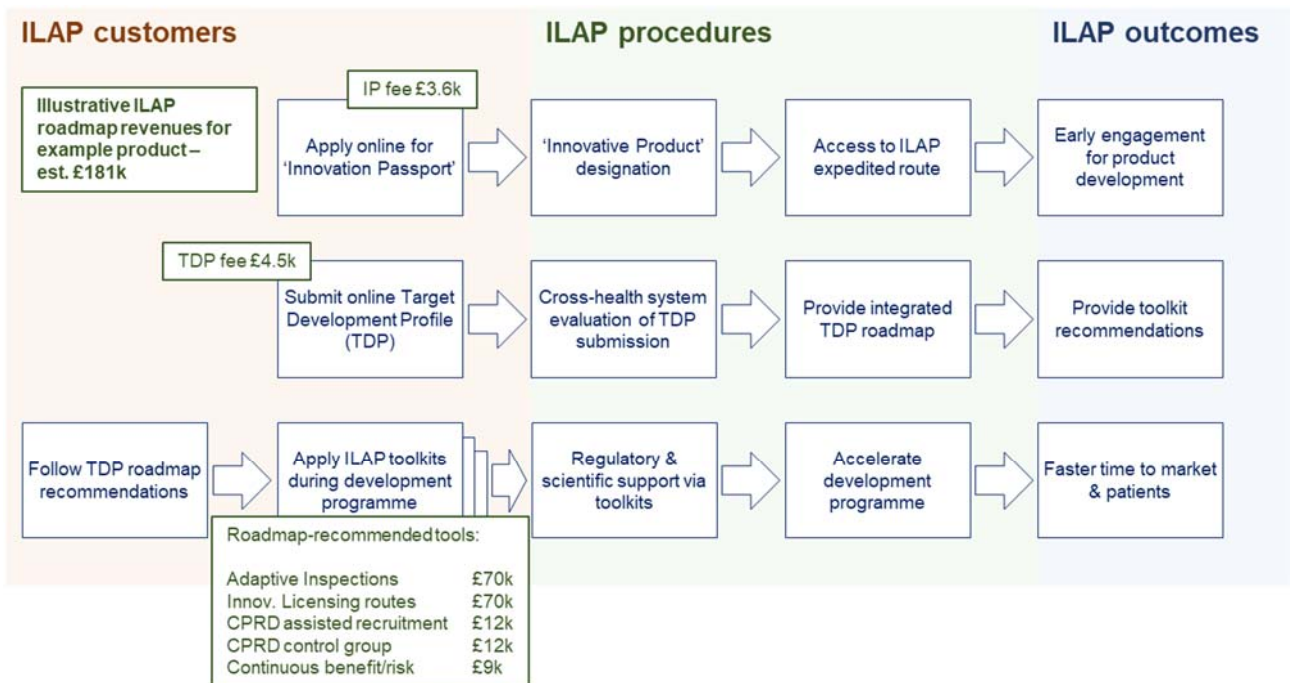 ILAP customers
ILAP procedures
ILAP outcomes
Illustrative ILAP
roadmap revenues for
example product –
est. £181k
IP fee £3.6k
Apply online for
‘Innovation Passport’
‘Innovative Product’
designation
Access to ILAP
expedited route
Early engagement
for product
development
TDP fee £4.5k
Submit online Target
Development Profile
(TDP)
Cross-health system
evaluation of TDP
submission
Provide integrated
TDP roadmap
Provide toolkit
recommendations
Follow TDP roadmap
recommendations
Apply ILAP toolkits
during development
programme
Regulatory &
scientific support via
toolkits
Accelerate
development
programme
Faster time to market
& patients
Roadmap-recommended tools:
Adaptive Inspections £70k
Innov. Licensing routes £70k
CPRD assisted recruitment £12k
CPRD control group £12k
Continuous benefit/risk £9k